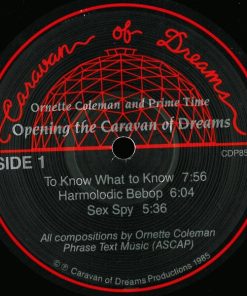 Caravan of Dreams
Ornette Coleman and Prime Time
Opening the Caravan of Dreams
SIDE 1
CDP85
To Know What to Know 7:56
Harmolodic Bebop 6:04
Sex Spy 5:36
All compositions by Ornette Coleman
Phrase Text Music (ASCAP)
©℗ Caravan of Dreams Productions 1985